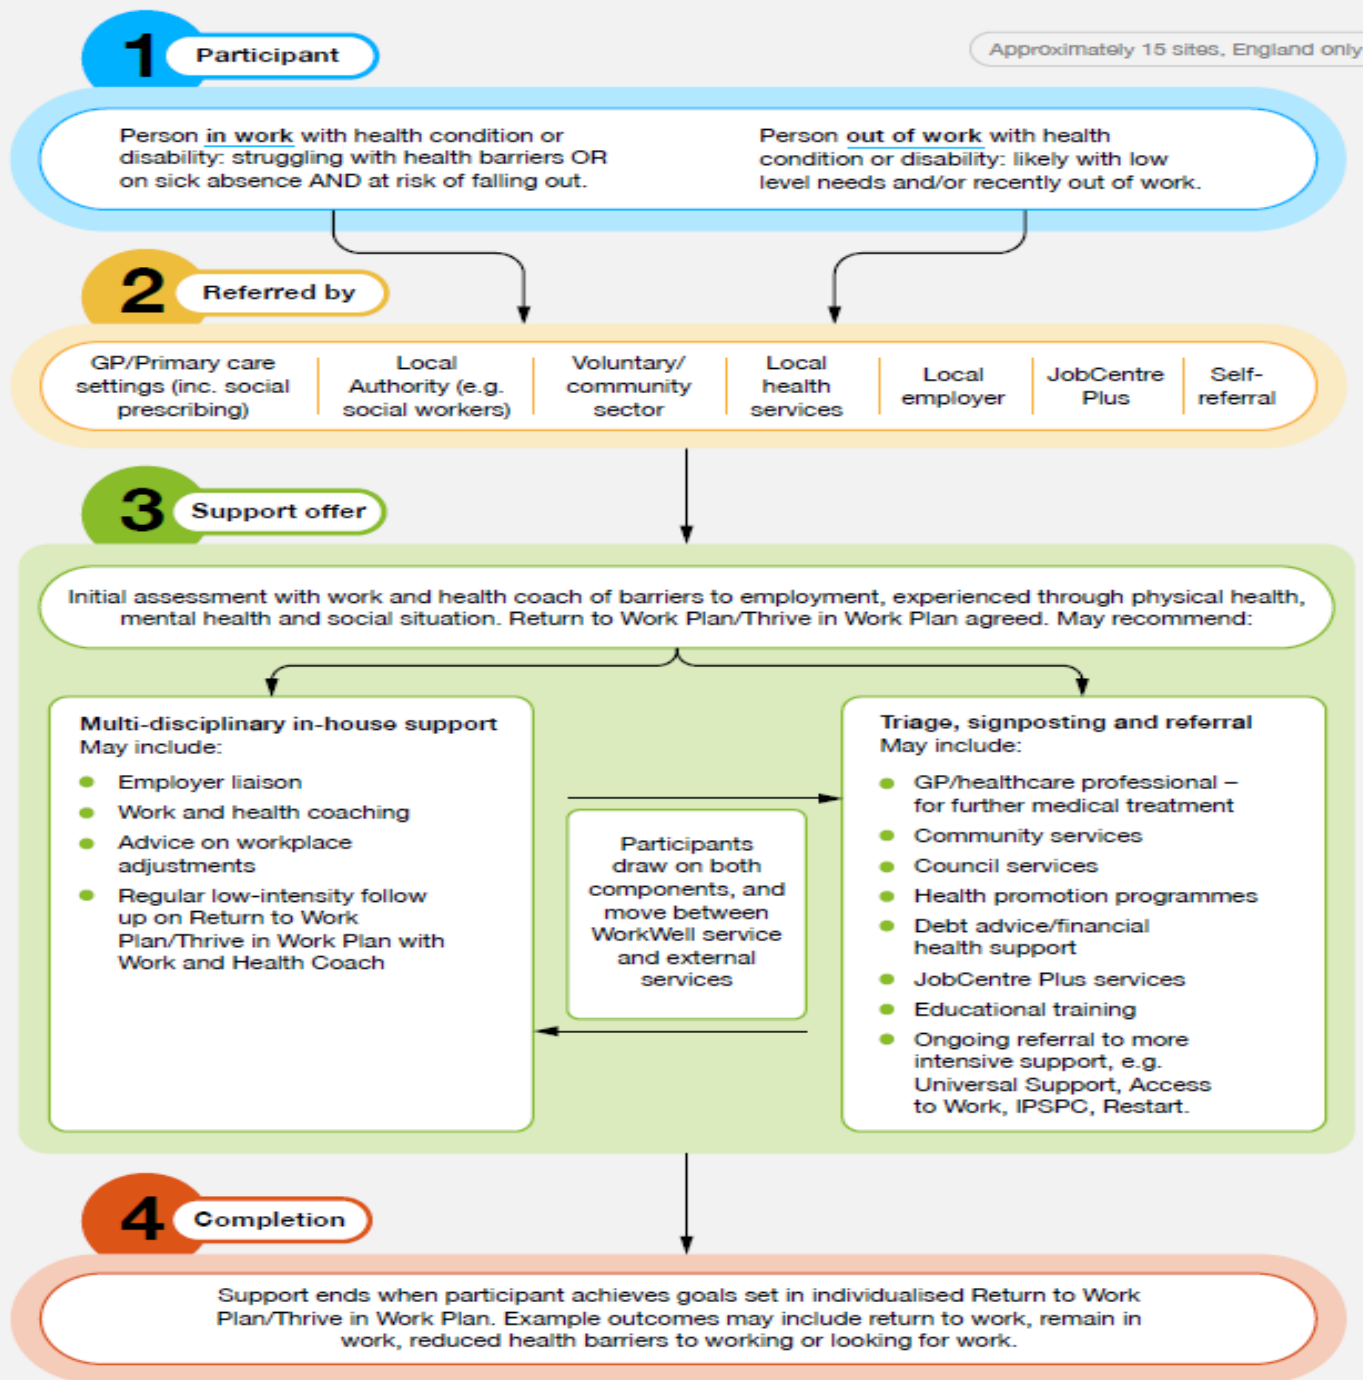 1 Participant
Approximately 15 sites, England only
Person in work with health condition or
disability: struggling with health barriers OR
on sick absence AND at risk of falling out.
Person out of work with health
condition or disability: likely with low
level needs and/or recently out of work.
2 Referred by
GP/Primary care
settings (inc. social
prescribing)
Local
Authority (e.g.
social workers)
Voluntary/
community
sector
Local
health
services
Local
employer
JobCentre
Plus
Self-
referral
3 Support offer
Initial assessment with work and health coach of barriers to employment, experienced through physical health,
mental health and social situation. Return to Work Plan/Thrive in Work Plan agreed. May recommend:
Multi-disciplinary in-house support
May include:
Employer liaison
Work and health coaching
Advice on workplace
adjustments
Regular low-intensity follow
up on Return to Work
Plan/Thrive in Work Plan with
Work and Health Coach
Participants
draw on both
components, and
move between
WorkWell service
and external
services
Triage, signposting and referral
May include:
GP/healthcare professional –
for further medical treatment
Community services
Council services
Health promotion programmes
Debt advice/financial
health support
JobCentre Plus services
Educational training
Ongoing referral to more
intensive support, e.g.
Universal Support, Access
to Work, IPSPC, Restart.
4 Completion
Support ends when participant achieves goals set in individualised Return to Work
Plan/Thrive in Work Plan. Example outcomes may include return to work, remain in
work, reduced health barriers to working or looking for work.